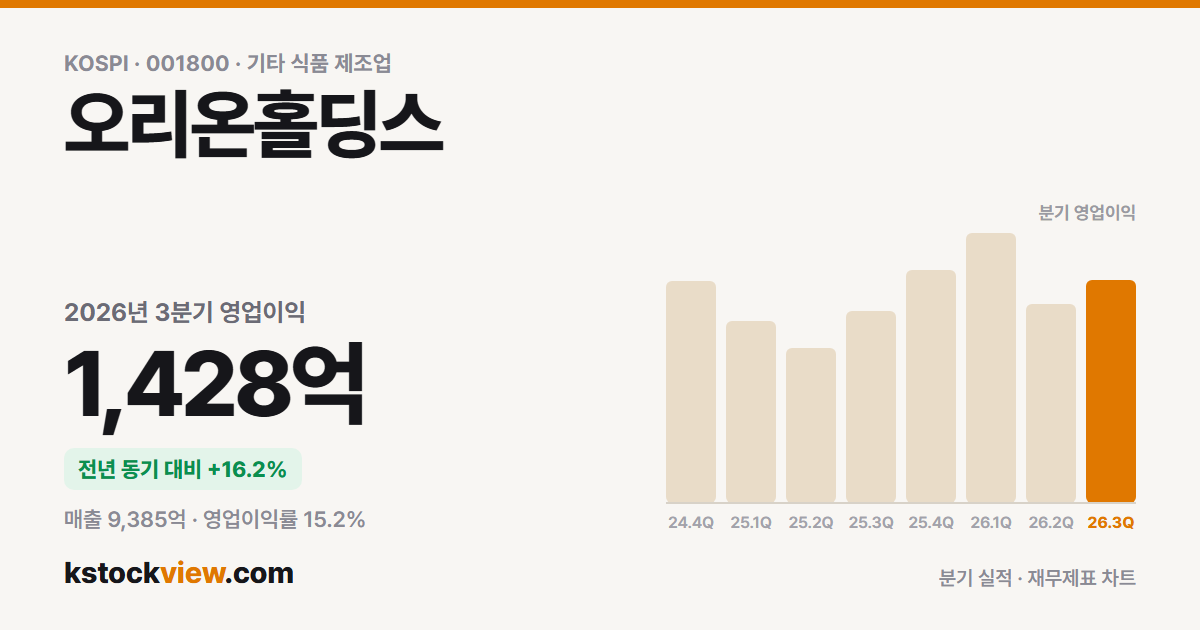 KOSPI · 001800 · 기타 식품 제조업
오리온홀딩스
분기 영업이익
2026년 3분기 영업이익
1,428억
전년 동기 대비 +16.2%
매출 9,385억 · 영업이익률 15.2%
24.4Q 25.1Q 25.2Q 25.3Q 25.4Q 26.1Q 26.2Q 26.3Q
kstockview.com
분기 실적 · 재무제표 차트